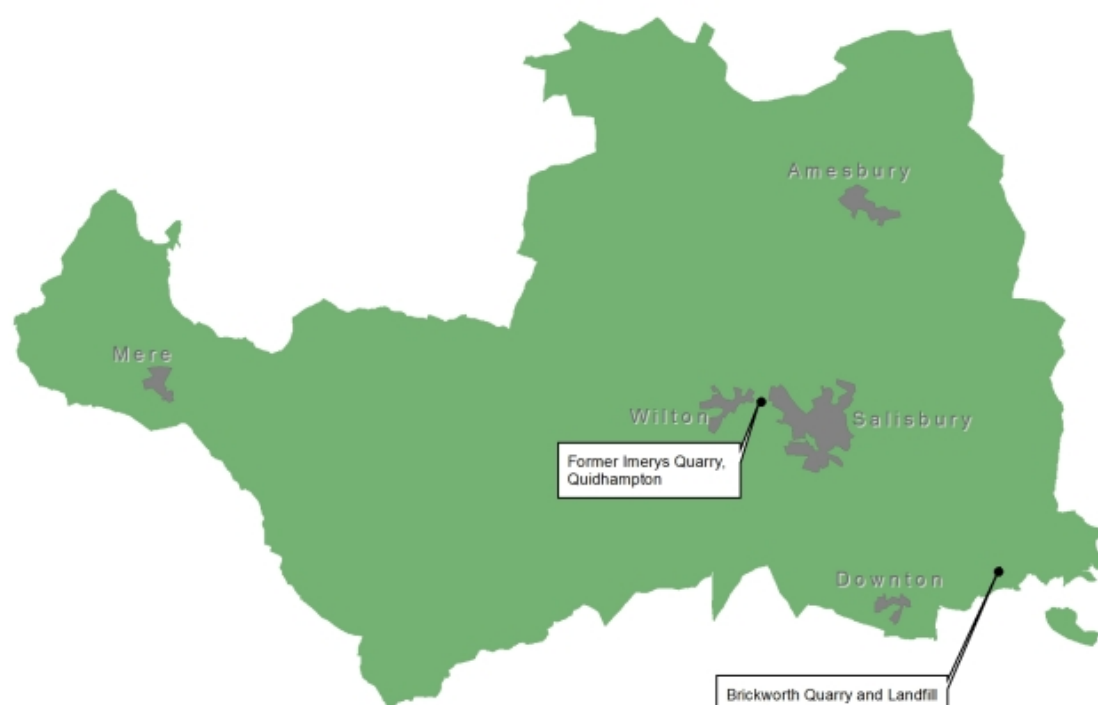 Amesbury
Mere
Wilton
Salisbury
Former Imerys Quarry,
Quidhampton
Downton
Brickworth Quarry and Landfill